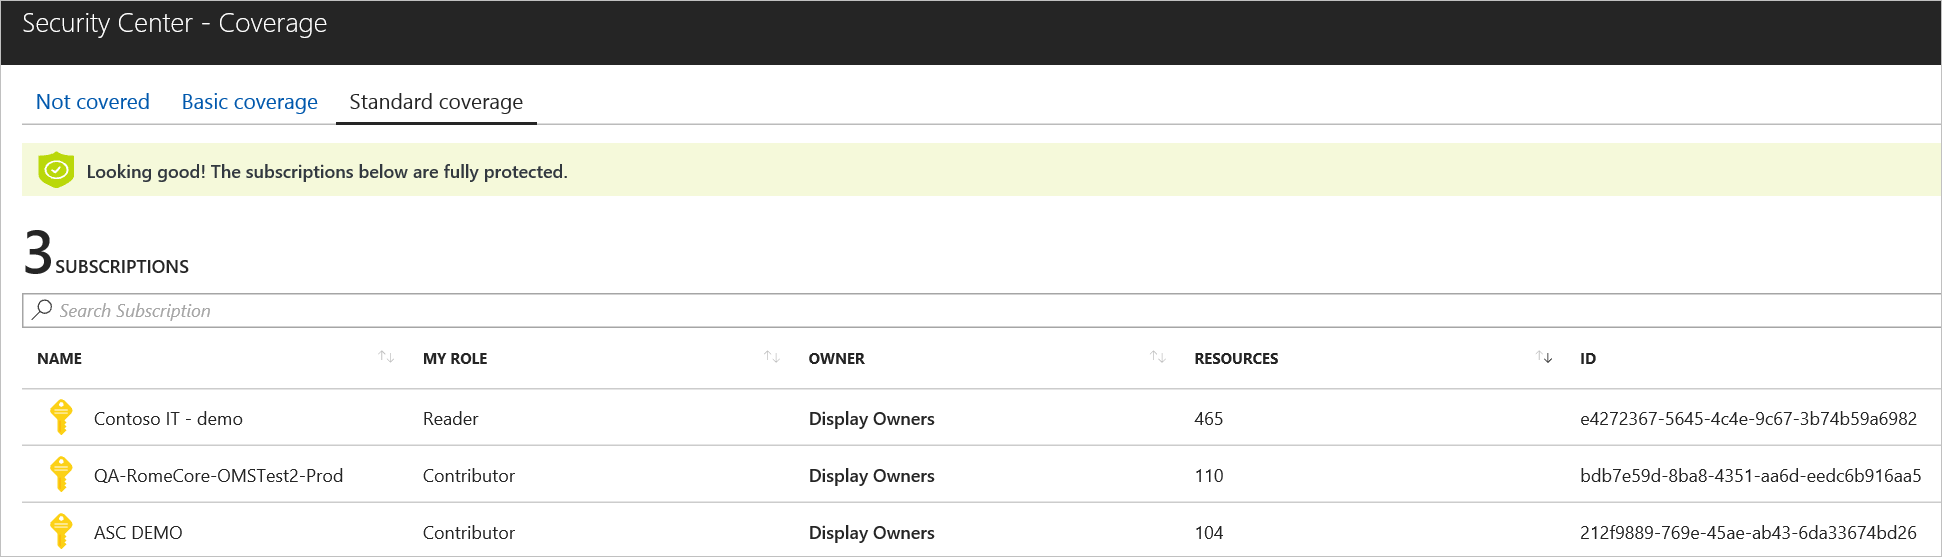 Security Center - Coverage
Not covered Basic coverage Standard coverage
Looking good! The subscriptions below are fully protected.
3 SUBSCRIPTIONS
Search Subscription
NAME MY ROLE OWNER RESOURCES ID
Contoso IT - demo Reader Display Owners 465 e4272367-5645-4c4e-9c67-3b74b59a6982
QA-RomeCore-OMSTest2-Prod Contributor Display Owners 110 bdb7e59d-8ba8-4351-aa6d-eedc6b916aa5
ASC DEMO Contributor Display Owners 104 212f9889-769e-45ae-ab43-6da33674bd26